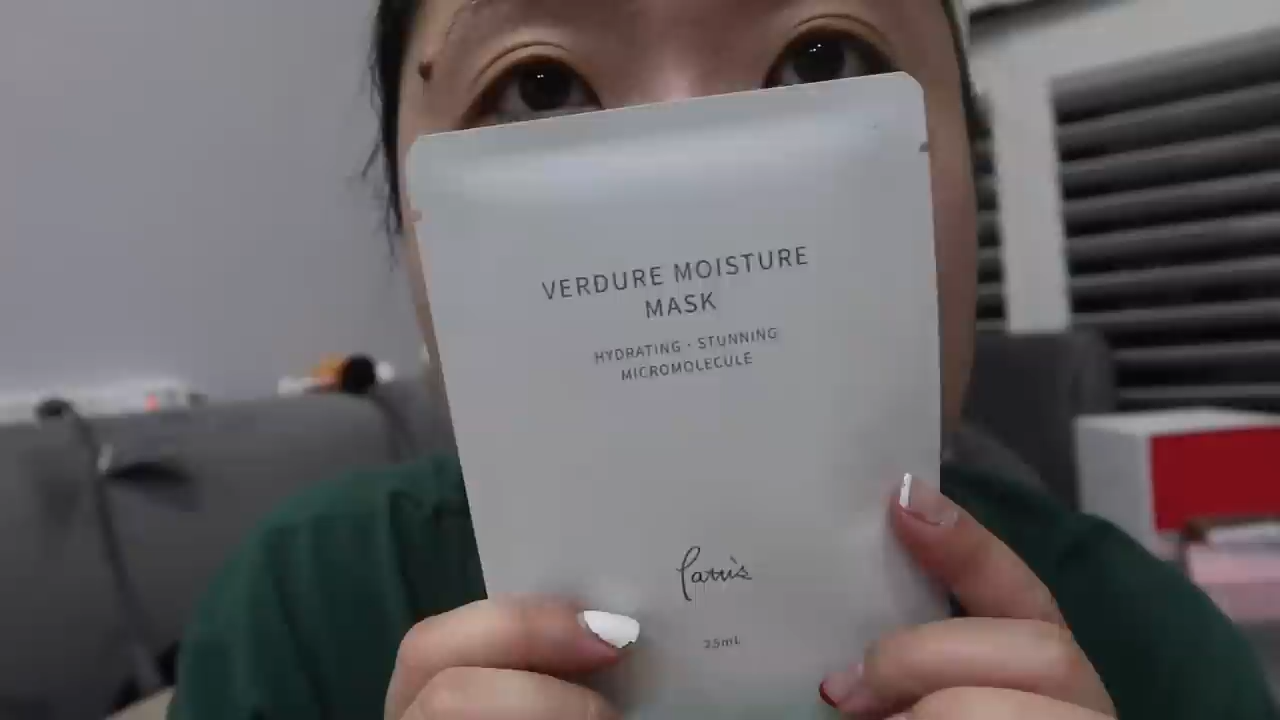 VERDURE MOISTURE
MASK
HYDRATING · STUNNING
MICROMOLECULE
25mL